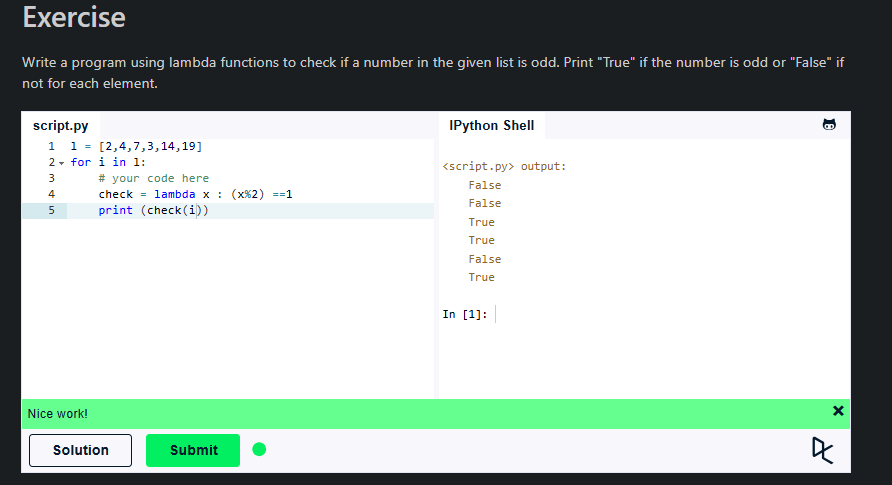 Exercise
Write a program using lambda functions to check if a number in the given list is odd. Print "True" if the number is odd or "False" if
not for each element.
script.py
1 l = [2,4,7,3,14,19]
2 for i in l:
3 # your code here
4 check = lambda x : (x%2) ==1
5 print (check(i))
IPython Shell
<script.py> output:
False
False
True
True
False
True
In [1]:
Nice work!
Solution
Submit